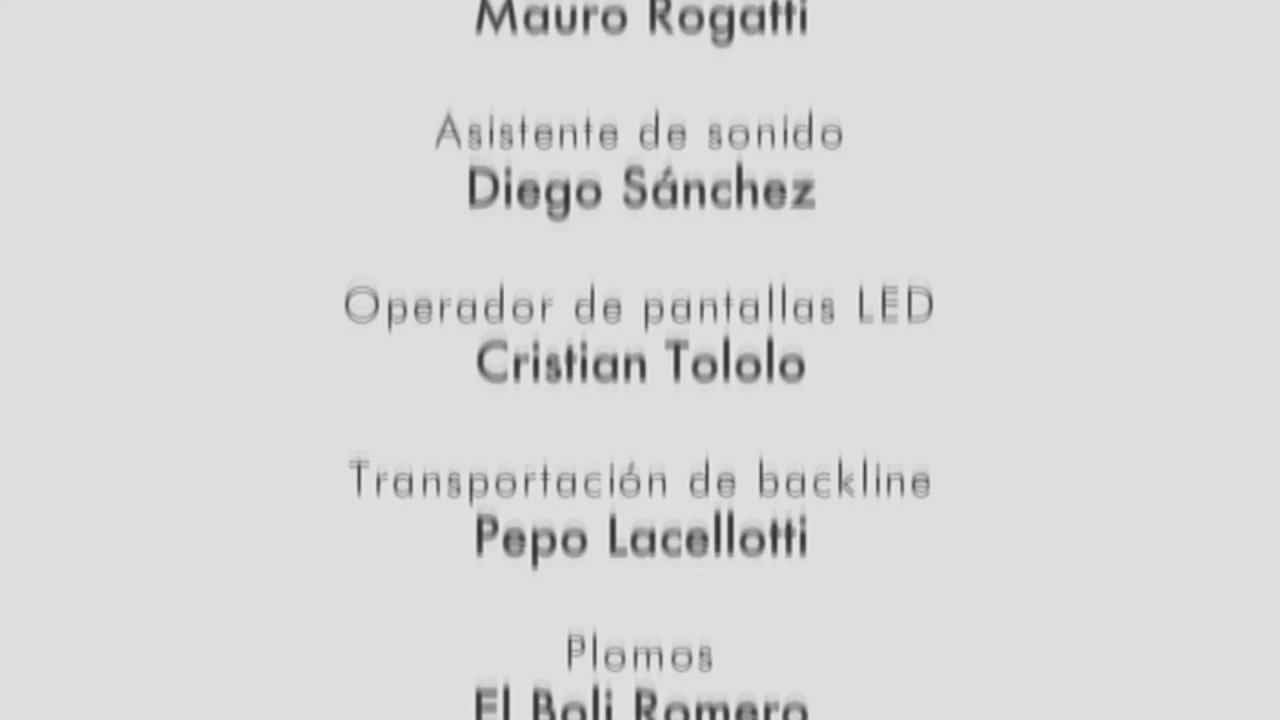 Mauro Rogatti
Asistente de sonido
Diego Sánchez
Operador de pantallas LED
Cristian Tololo
Transportación de backline
Pepo Lacellotti
Plomos
El Boli Romero